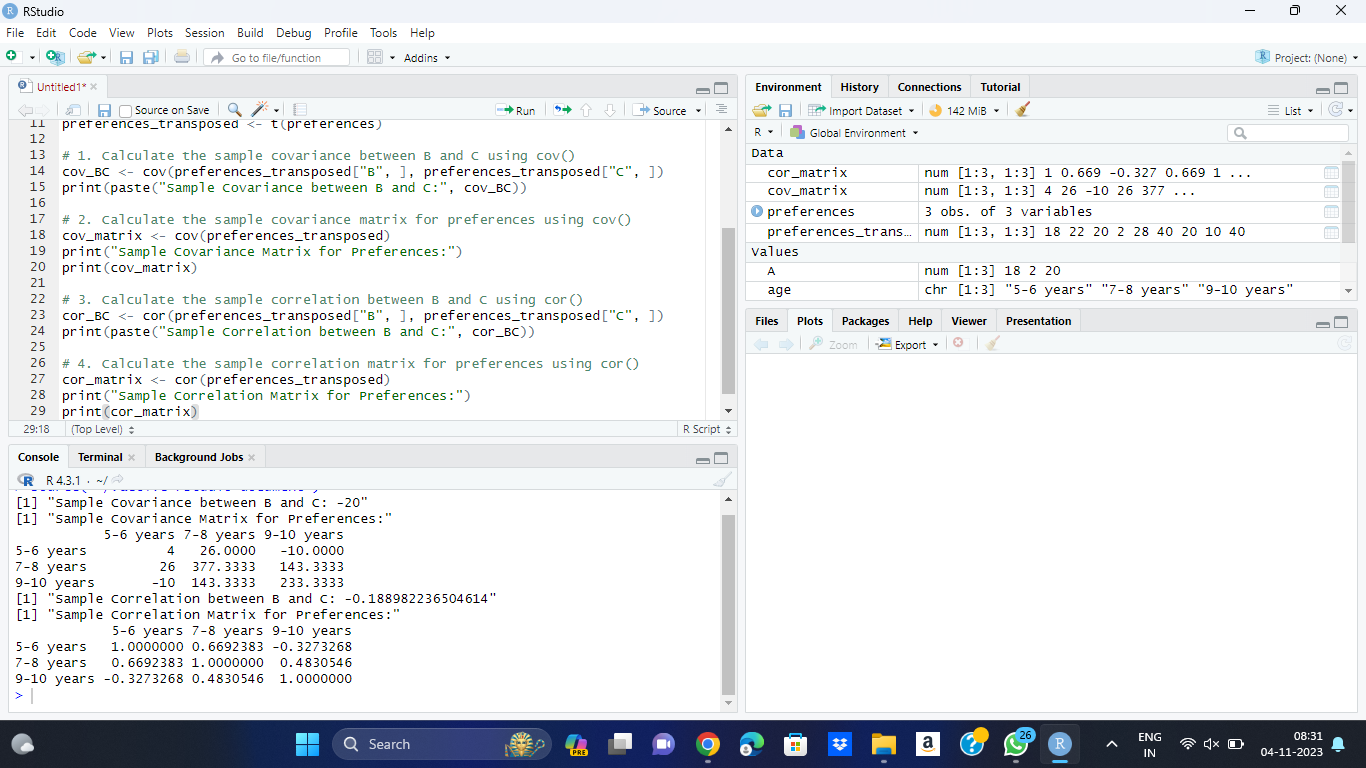 RStudio
File Edit Code View Plots Session Build Debug Profile Tools Help
Go to file/function Addins Project: (None)
Untitled1*
Source on Save Run Source
11 preferences_transposed <- t(preferences)
12
13 # 1. Calculate the sample covariance between B and C using cov()
14 cov_BC <- cov(preferences_transposed["B", ], preferences_transposed["C", ])
15 print(paste("Sample Covariance between B and C:", cov_BC))
16
17 # 2. Calculate the sample covariance matrix for preferences using cov()
18 cov_matrix <- cov(preferences_transposed)
19 print("Sample Covariance Matrix for Preferences:")
20 print(cov_matrix)
21
22 # 3. Calculate the sample correlation between B and C using cor()
23 cor_BC <- cor(preferences_transposed["B", ], preferences_transposed["C", ])
24 print(paste("Sample Correlation between B and C:", cor_BC))
25
26 # 4. Calculate the sample correlation matrix for preferences using cor()
27 cor_matrix <- cor(preferences_transposed)
28 print("Sample Correlation Matrix for Preferences:")
29 print(cor_matrix)
29:18 (Top Level) R Script
Console Terminal Background Jobs
R 4.3.1 · ~/
[1] "Sample Covariance between B and C: -20"
[1] "Sample Covariance Matrix for Preferences:"
5-6 years 7-8 years 9-10 years
5-6 years 4 26.0000 -10.0000
7-8 years 26 377.3333 143.3333
9-10 years -10 143.3333 233.3333
[1] "Sample Correlation between B and C: -0.188982236504614"
[1] "Sample Correlation Matrix for Preferences:"
5-6 years 7-8 years 9-10 years
5-6 years 1.0000000 0.6692383 -0.3273268
7-8 years 0.6692383 1.0000000 0.4830546
9-10 years -0.3273268 0.4830546 1.0000000
>
Environment History Connections Tutorial
Import Dataset 142 MiB List
R Global Environment
Data
cor_matrix num [1:3, 1:3] 1 0.669 -0.327 0.669 1 ...
cov_matrix num [1:3, 1:3] 4 26 -10 26 377 ...
preferences 3 obs. of 3 variables
preferences_trans… num [1:3, 1:3] 18 22 20 2 28 40 20 10 40
Values
A num [1:3] 18 2 20
age chr [1:3] "5-6 years" "7-8 years" "9-10 years"
Files Plots Packages Help Viewer Presentation
Zoom Export
Search PRE 26 R ENG
IN
08:31
04-11-2023